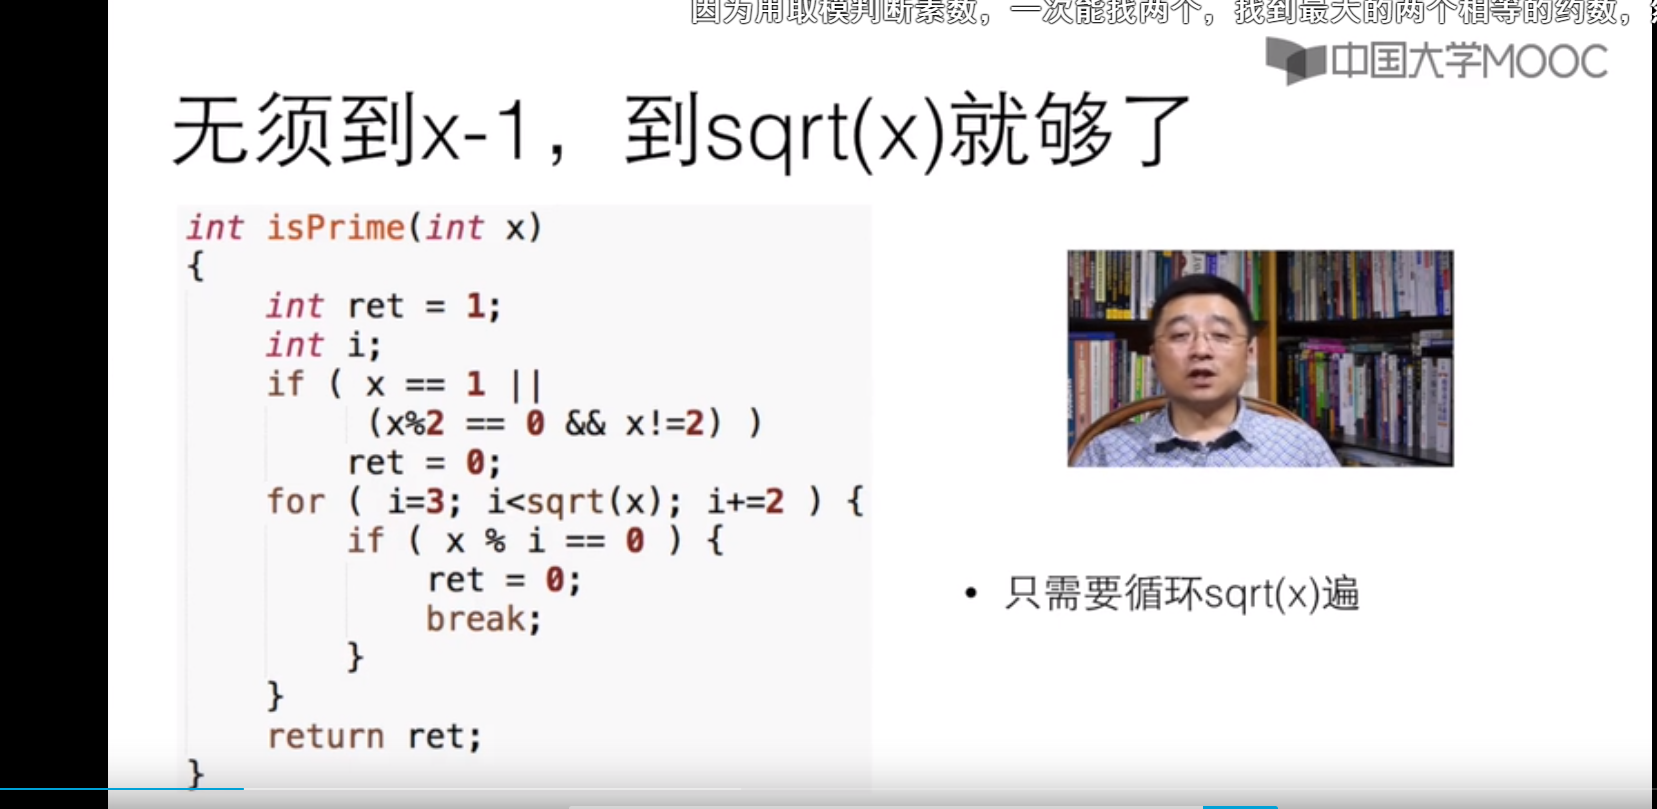 因为用取模判断素数，一次能找两个，找到最大的两个相等的约数，
中国大学MOOC
无须到x-1，到sqrt(x)就够了
int isPrime(int x)
{
int ret = 1;
int i;
if ( x == 1 ||
(x%2 == 0 && x!=2) )
ret = 0;
for ( i=3; i<sqrt(x); i+=2 ) {
if ( x % i == 0 ) {
ret = 0;
break;
}
}
return ret;
}
• 只需要循环sqrt(x)遍